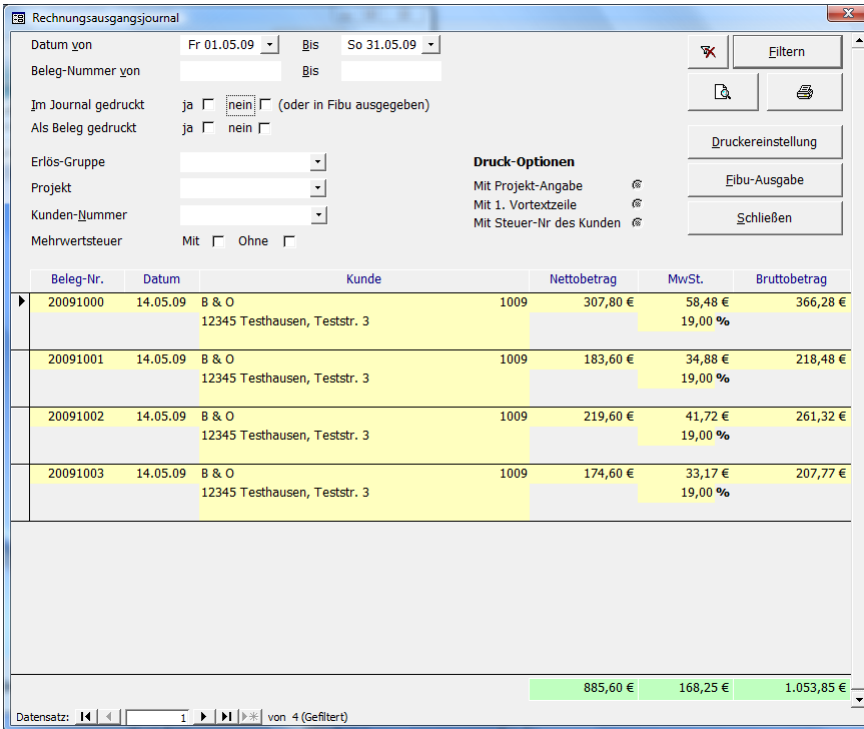 Rechnungsausgangsjournal
Datum von Fr 01.05.09 Bis So 31.05.09
Filtern
Beleg-Nummer von Bis
Im Journal gedruckt ja nein (oder in Fibu ausgegeben)
Als Beleg gedruckt ja nein
Druckereinstellung
Erlös-Gruppe Druck-Optionen
Projekt Mit Projekt-Angabe Fibu-Ausgabe
Mit 1. Vortextzeile
Kunden-Nummer Mit Steuer-Nr des Kunden Schließen
Mehrwertsteuer Mit Ohne
Beleg-Nr. Datum Kunde Nettobetrag MwSt. Bruttobetrag
20091000 14.05.09 B & O 1009 307,80 € 58,48 € 366,28 €
12345 Testhausen, Teststr. 3 19,00 %
20091001 14.05.09 B & O 1009 183,60 € 34,88 € 218,48 €
12345 Testhausen, Teststr. 3 19,00 %
20091002 14.05.09 B & O 1009 219,60 € 41,72 € 261,32 €
12345 Testhausen, Teststr. 3 19,00 %
20091003 14.05.09 B & O 1009 174,60 € 33,17 € 207,77 €
12345 Testhausen, Teststr. 3 19,00 %
885,60 € 168,25 € 1.053,85 €
Datensatz: 1 von 4 (Gefiltert)